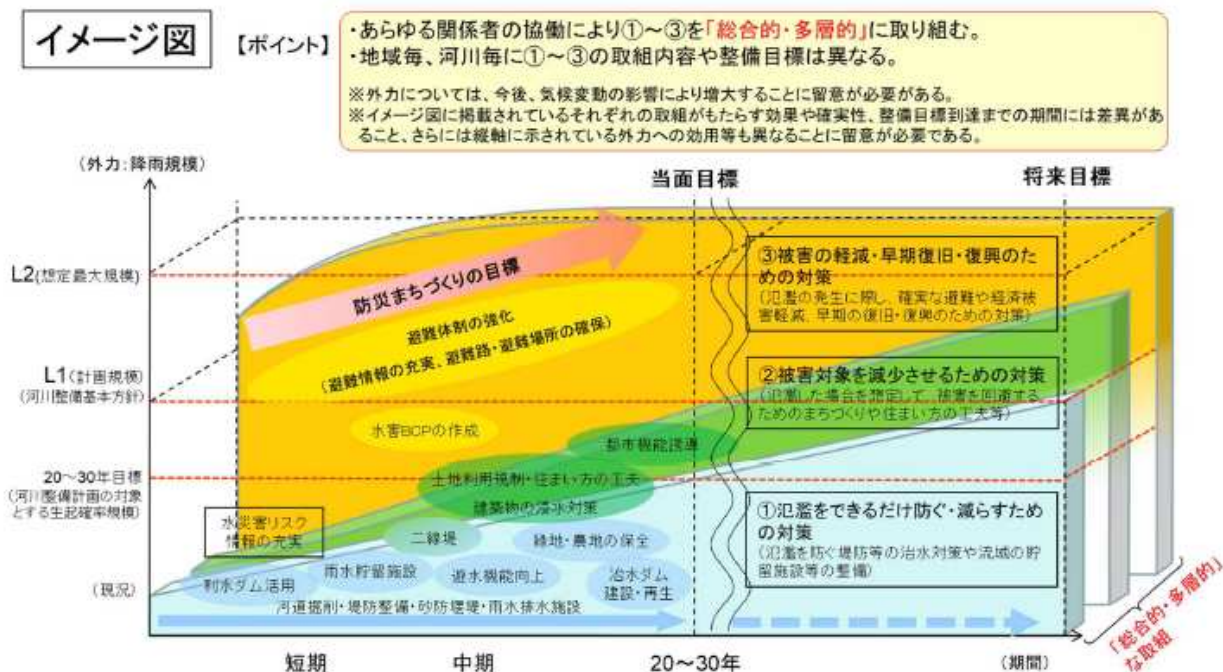 イメージ図
【ポイント】
・あらゆる関係者の協働により①～③を「総合的・多層的」に取り組む。
・地域毎、河川毎に①～③の取組内容や整備目標は異なる。
※外力については、今後、気候変動の影響により増大することに留意が必要がある。
※イメージ図に掲載されているそれぞれの取組がもたらす効果や確実性、整備目標到達までの期間には差異があ
ること、さらには縦軸に示されている外力への効用等も異なることに留意が必要である。
（外力：降雨規模）
当面目標
将来目標
L2(想定最大規模)
防災まちづくりの目標
③被害の軽減・早期復旧・復興のた
めの対策
（氾濫の発生に際し、確実な避難や経済被
害軽減、早期の復旧・復興のための対策）
避難体制の強化
（避難情報の充実、避難路・避難場所の確保）
L1(計画規模)
（河川整備基本方針）
②被害対象を減少させるための対策
（氾濫した場合を想定して、被害を回避する
ためのまちづくりや住まい方の工夫等）
水害BCPの作成
都市機能誘導
20～30年目標
（河川整備計画の対象
とする生起確率規模）
土地利用規制・住まい方の工夫
建築物の浸水対策
水災害リスク
情報の充実
二線堤
緑地・農地の保全
①氾濫をできるだけ防ぐ・減らすため
の対策
（氾濫を防ぐ堤防等の治水対策や流域の貯
留施設等の整備）
（現況）
利水ダム活用
雨水貯留施設
遊水機能向上
治水ダム
建設・再生
河道掘削・堤防整備・砂防堰堤・雨水排水施設
「総合的・多層的」
な取組
短期
中期
20～30年
（期間）